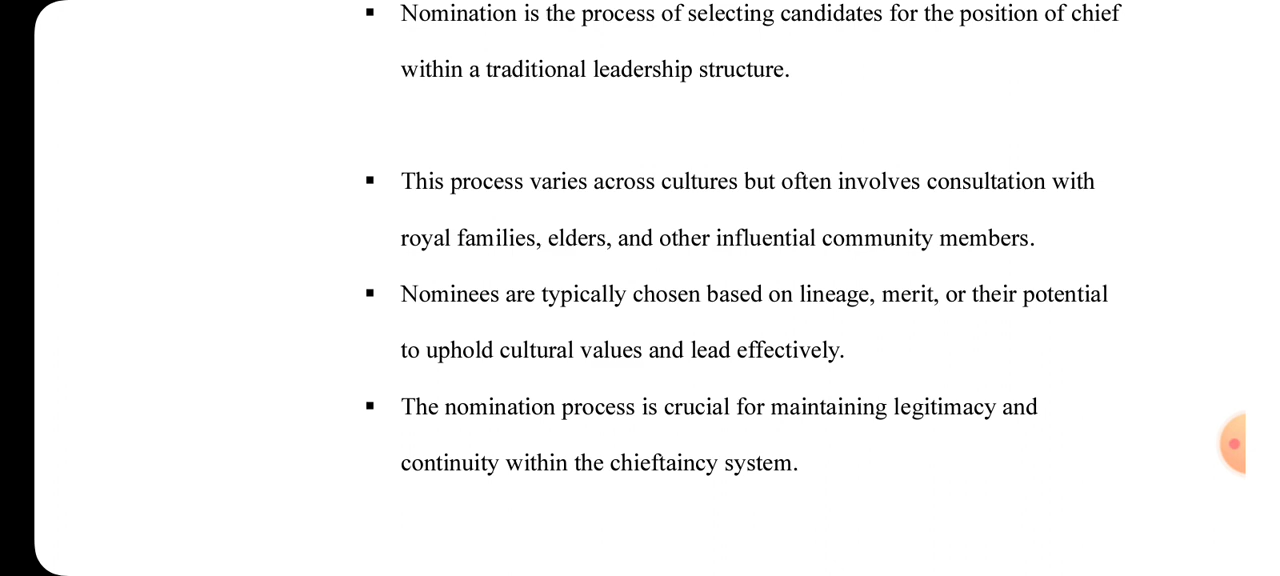 ▪ Nomination is the process of selecting candidates for the position of chief
within a traditional leadership structure.
▪ This process varies across cultures but often involves consultation with
royal families, elders, and other influential community members.
▪ Nominees are typically chosen based on lineage, merit, or their potential
to uphold cultural values and lead effectively.
▪ The nomination process is crucial for maintaining legitimacy and
continuity within the chieftaincy system.